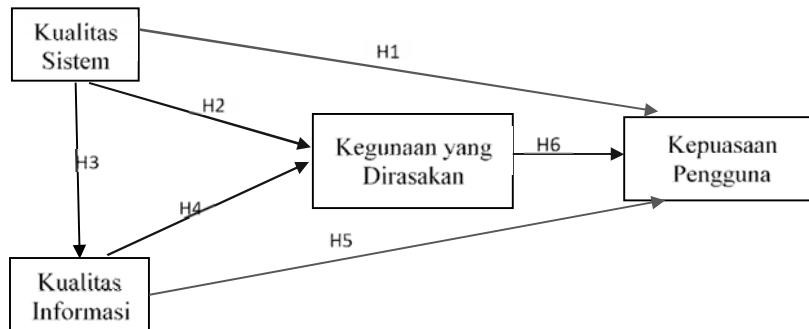 Kualitas
Sistem
H1
H2
Kegunaan yang
Dirasakan
H6
Kepuasaan
Pengguna
H3
H4
H5
Kualitas
Informasi